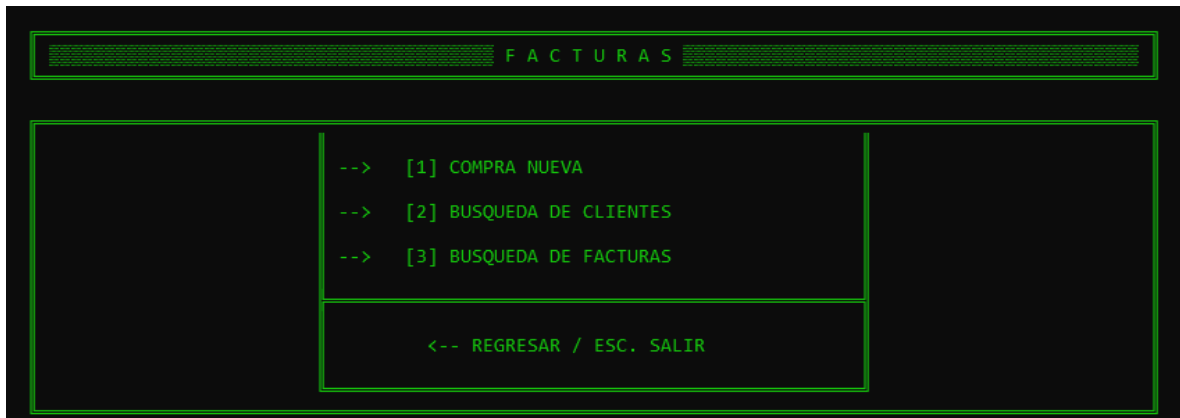 F A C T U R A S
--> [1] COMPRA NUEVA
--> [2] BUSQUEDA DE CLIENTES
--> [3] BUSQUEDA DE FACTURAS
<-- REGRESAR / ESC. SALIR